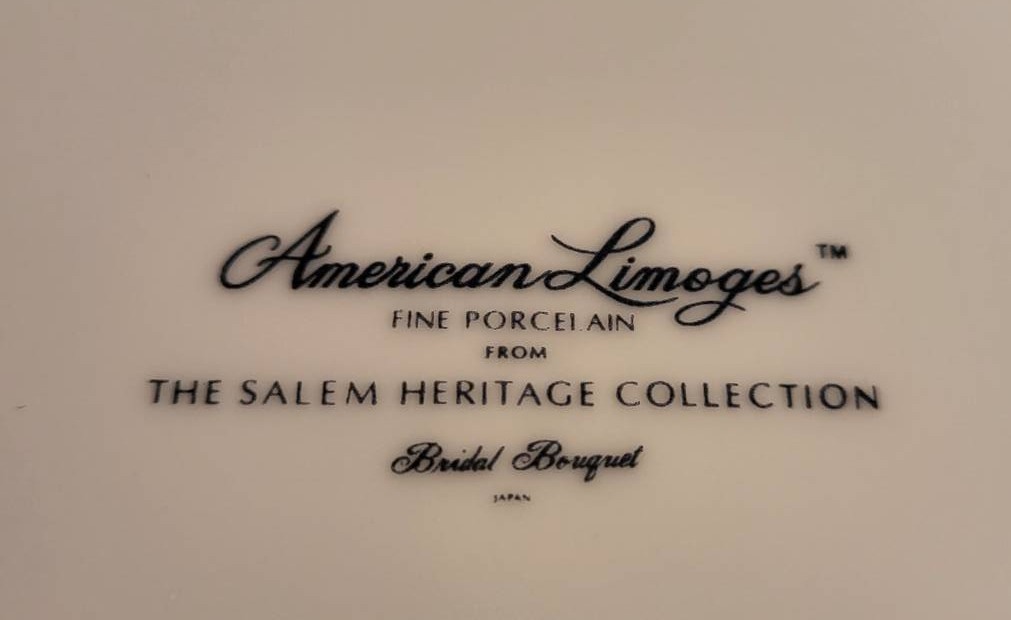 American Limoges™
FINE PORCELAIN
FROM
THE SALEM HERITAGE COLLECTION
Bridal Bouquet
JAPAN